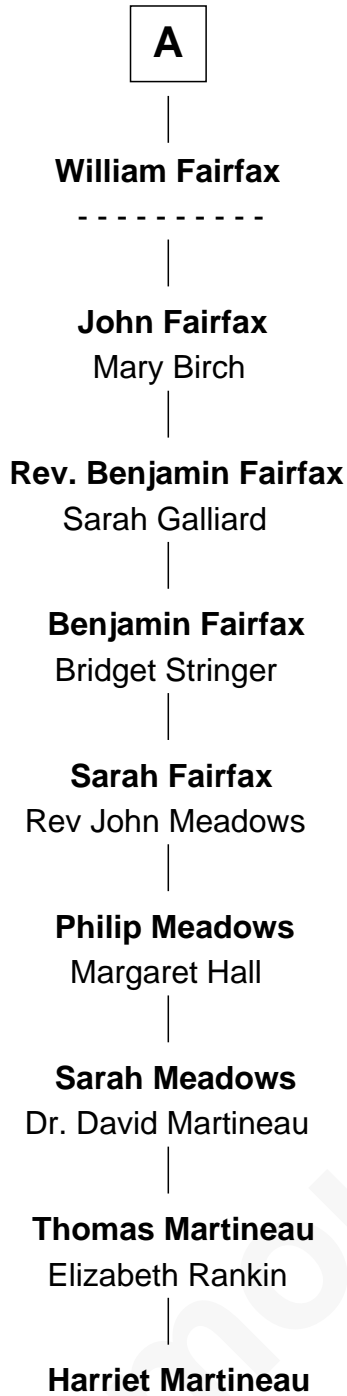 A
William Fairfax
- - - - - - - - - -
John Fairfax
Mary Birch
Rev. Benjamin Fairfax
Sarah Galliard
Benjamin Fairfax
Bridget Stringer
Sarah Fairfax
Rev John Meadows
Philip Meadows
Margaret Hall
Sarah Meadows
Dr. David Martineau
Thomas Martineau
Elizabeth Rankin
Harriet Martineau